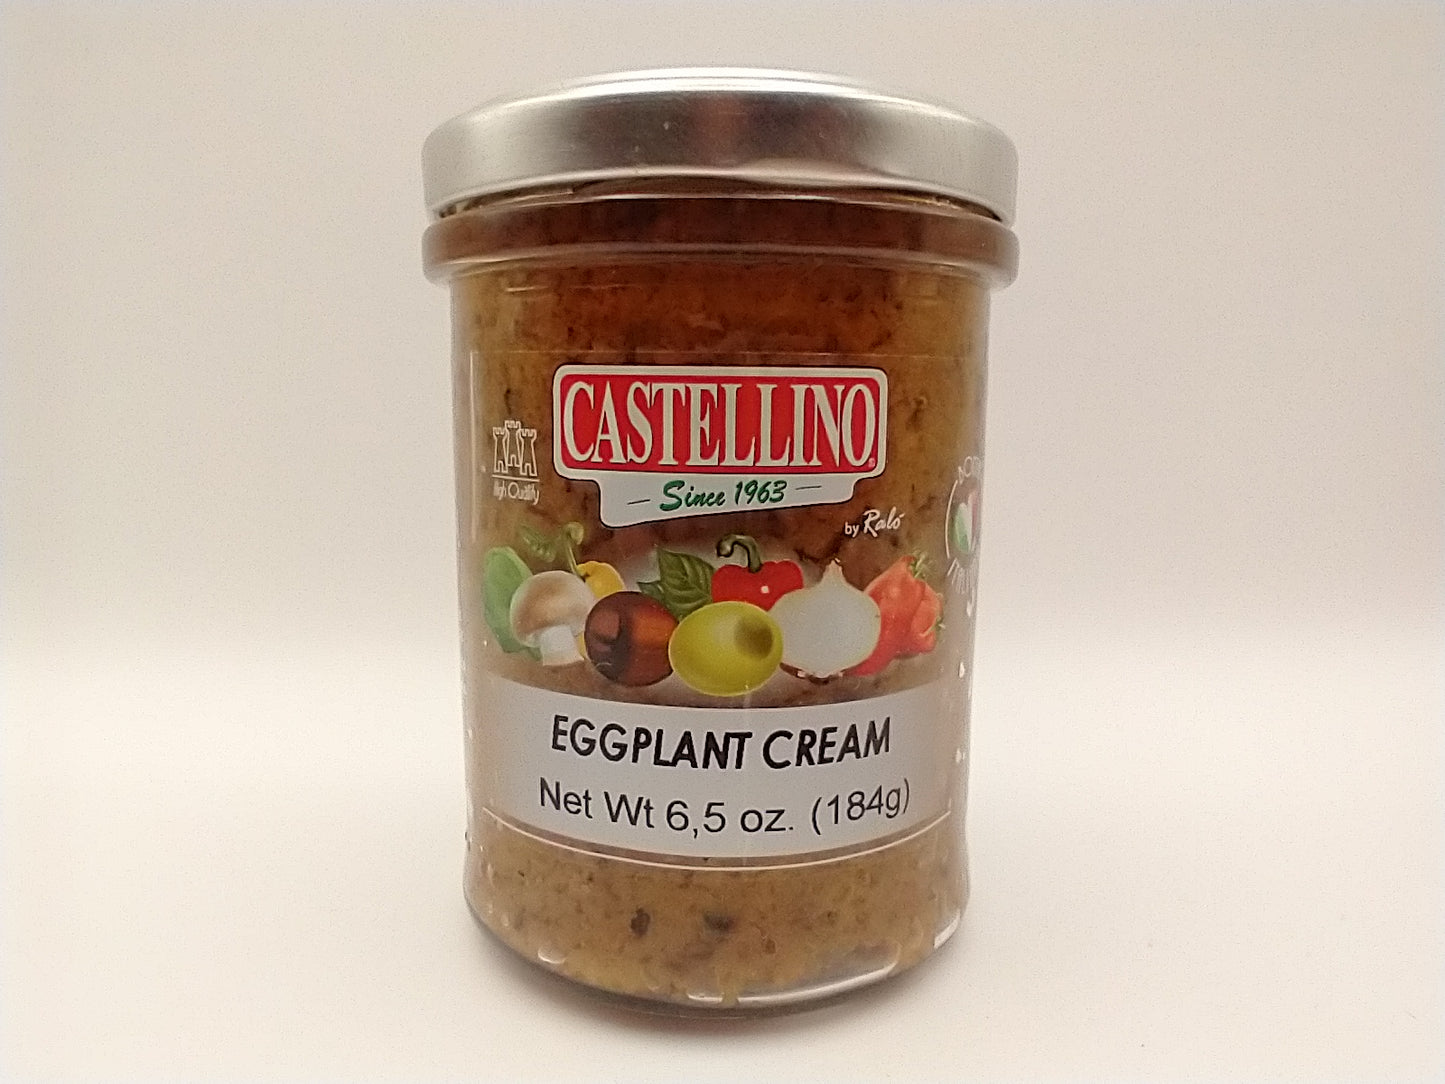 CASTELLINO
Since 1963
High Quality
by Raló
EGGPLANT CREAM
Net Wt 6,5 oz. (184g)